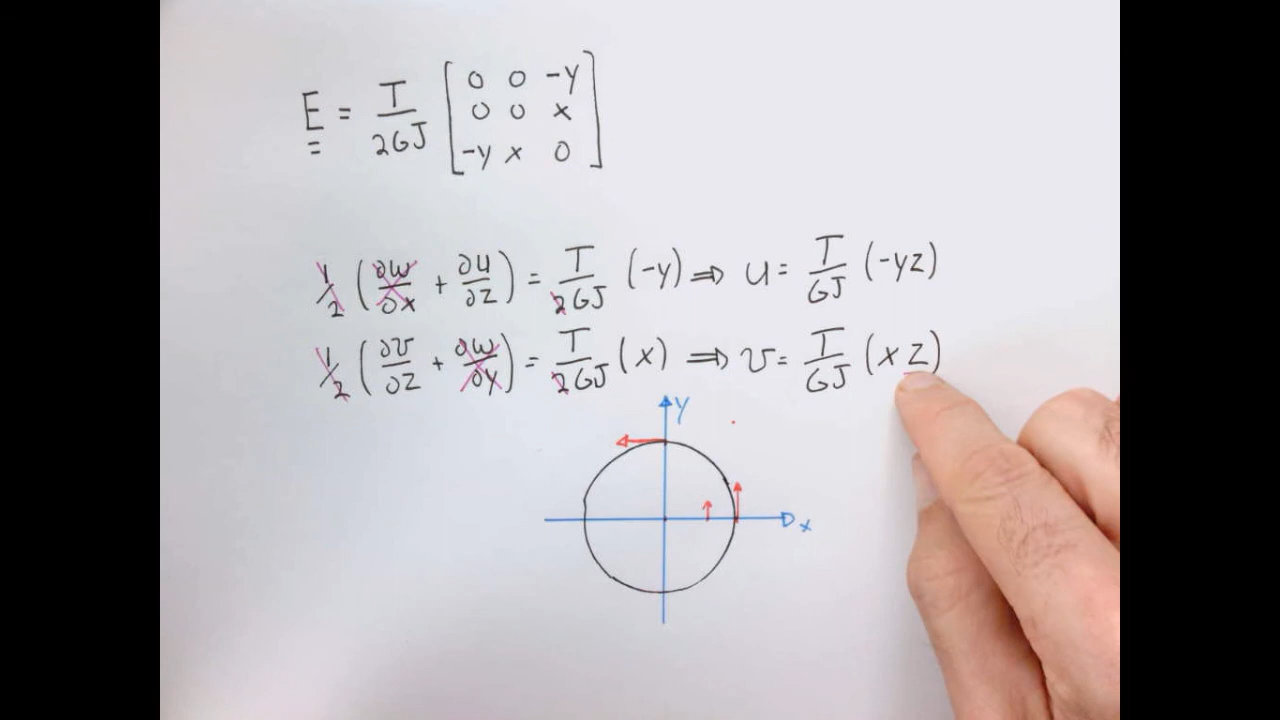 E = T/2GJ [0 0 -y
0 0 x
-y x 0]
1/2 (∂w/∂x + ∂u/∂z) = T/2GJ (-y) ⇒ u = T/GJ (-yz)
1/2 (∂v/∂z + ∂w/∂y) = T/2GJ (x) ⇒ v = T/GJ (xz)
y
x